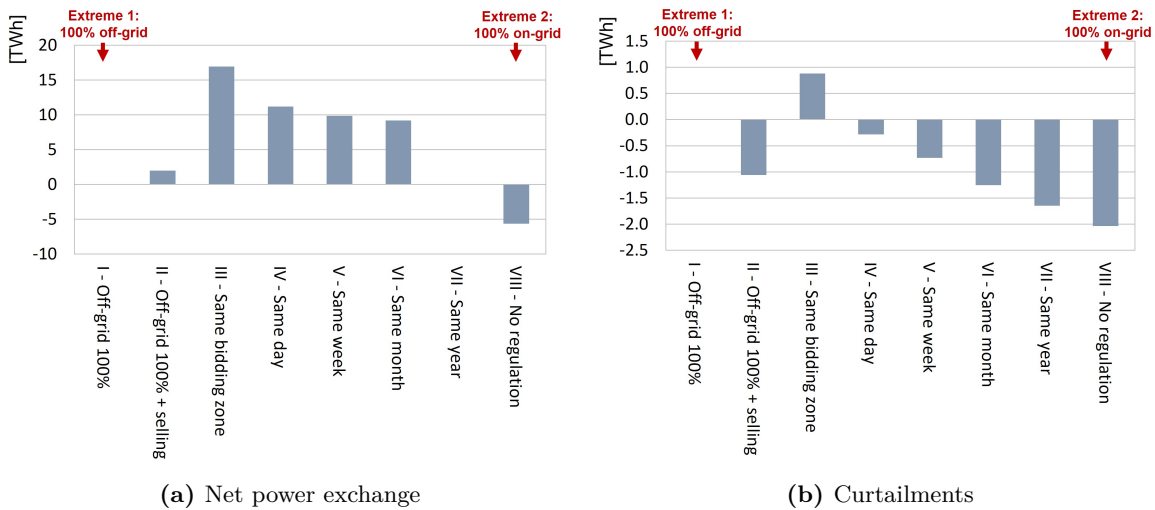 Extreme 1:
100% off-grid
Extreme 2:
100% on-grid
[TWh]
20
15
10
5
0
-5
-10
I - Off-grid 100%
II - Off-grid 100% + selling
III - Same bidding zone
IV - Same day
V - Same week
VI - Same month
VII - Same year
VIII - No regulation
(a) Net power exchange
Extreme 1:
100% off-grid
Extreme 2:
100% on-grid
[TWh]
1.5
1.0
0.5
0.0
-0.5
-1.0
-1.5
-2.0
-2.5
I - Off-grid 100%
II - Off-grid 100% + selling
III - Same bidding zone
IV - Same day
V - Same week
VI - Same month
VII - Same year
VIII - No regulation
(b) Curtailments